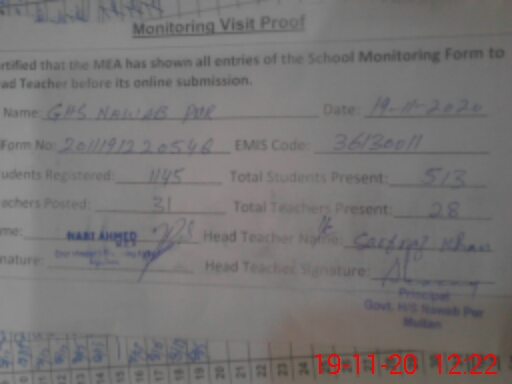 Monitoring Visit Proof
rtified that the MEA has shown all entries of the School Monitoring Form to
ad Teacher before its online submission.
Name: GHS NAWAB PUR Date: 19-11-2020
Form No: 2011191220546 EMIS Code: 36130011
udents Registered: 1145 Total Students Present: 513
achers Posted: 31 Total Teachers Present: 28
me: NABI AHMED Head Teacher Name: Sarfraz Khan
nature: Head Teacher Signature:
Principal
Govt. H/S Nawab Pur
Multan
19-11-20 12:22